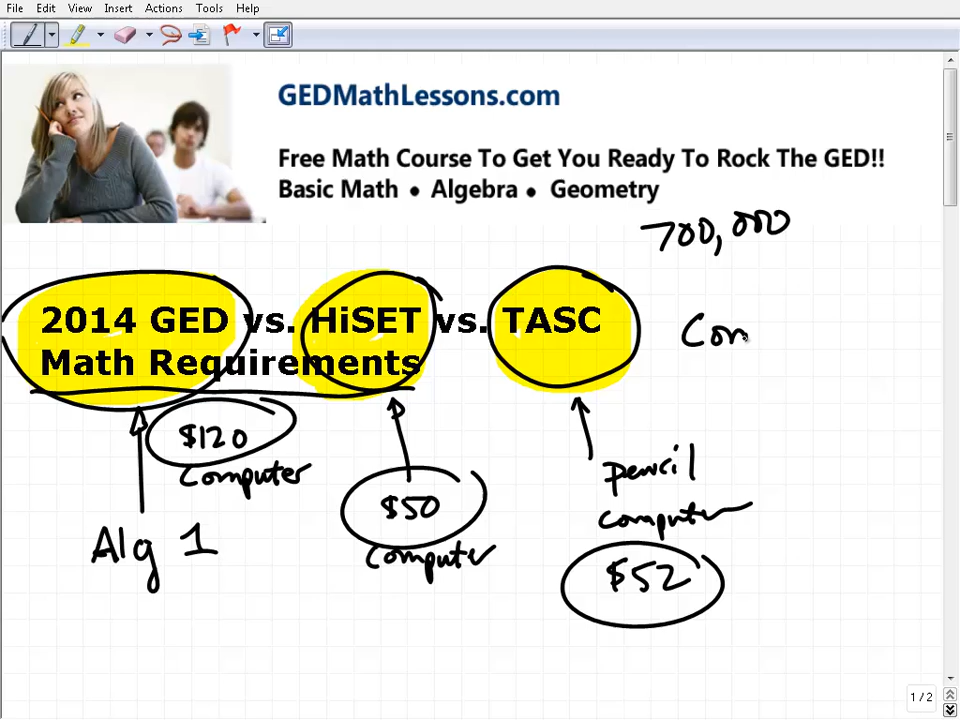 File Edit View Insert Actions Tools Help
GEDMathLessons.com
Free Math Course To Get You Ready To Rock The GED!!
Basic Math • Algebra • Geometry
700,000
2014 GED vs. HiSET vs. TASC
Math Requirements
Com
$120
Computer
$50
Computer
pencil
computer
$52
Alg 1
1 / 2